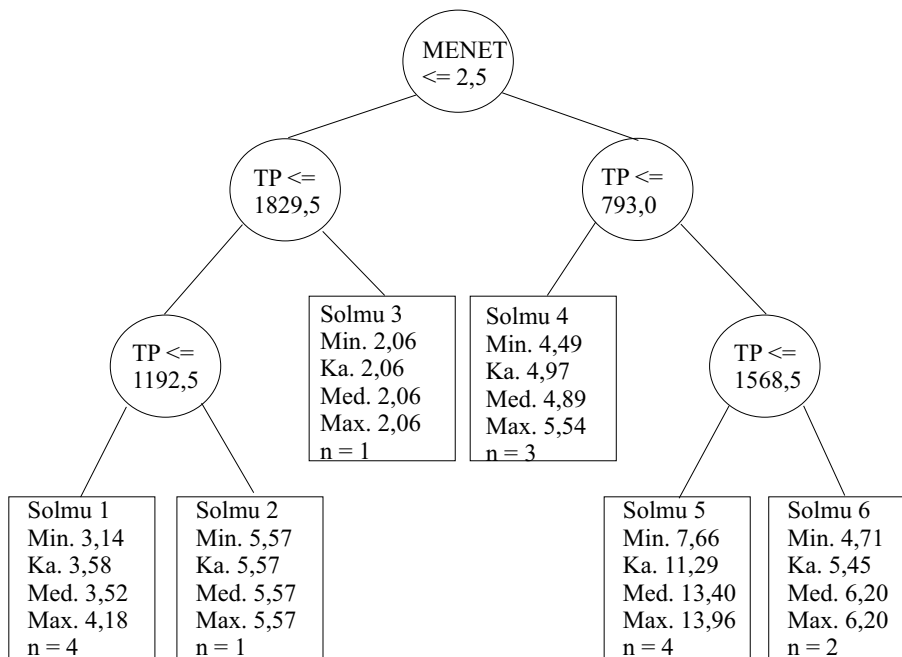 MENET
<= 2,5
TP <=
1829,5
TP <=
793,0
TP <=
1192,5
Solmu 3
Min. 2,06
Ka. 2,06
Med. 2,06
Max. 2,06
n = 1
Solmu 4
Min. 4,49
Ka. 4,97
Med. 4,89
Max. 5,54
n = 3
TP <=
1568,5
Solmu 1
Min. 3,14
Ka. 3,58
Med. 3,52
Max. 4,18
n = 4
Solmu 2
Min. 5,57
Ka. 5,57
Med. 5,57
Max. 5,57
n = 1
Solmu 5
Min. 7,66
Ka. 11,29
Med. 13,40
Max. 13,96
n = 4
Solmu 6
Min. 4,71
Ka. 5,45
Med. 6,20
Max. 6,20
n = 2